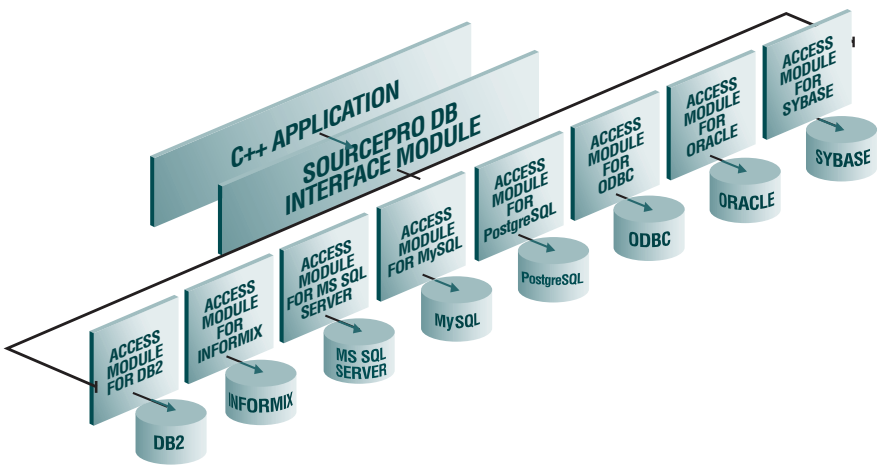 C++ APPLICATION
SOURCEPRO DB
INTERFACE MODULE
ACCESS
MODULE
FOR DB2
DB2
ACCESS
MODULE
FOR
INFORMIX
INFORMIX
ACCESS
MODULE
FOR MS SQL
SERVER
MS SQL
SERVER
ACCESS
MODULE
FOR MySQL
MySQL
ACCESS
MODULE
FOR
PostgreSQL
PostgreSQL
ACCESS
MODULE
FOR
ODBC
ODBC
ACCESS
MODULE
FOR
ORACLE
ORACLE
ACCESS
MODULE
FOR
SYBASE
SYBASE